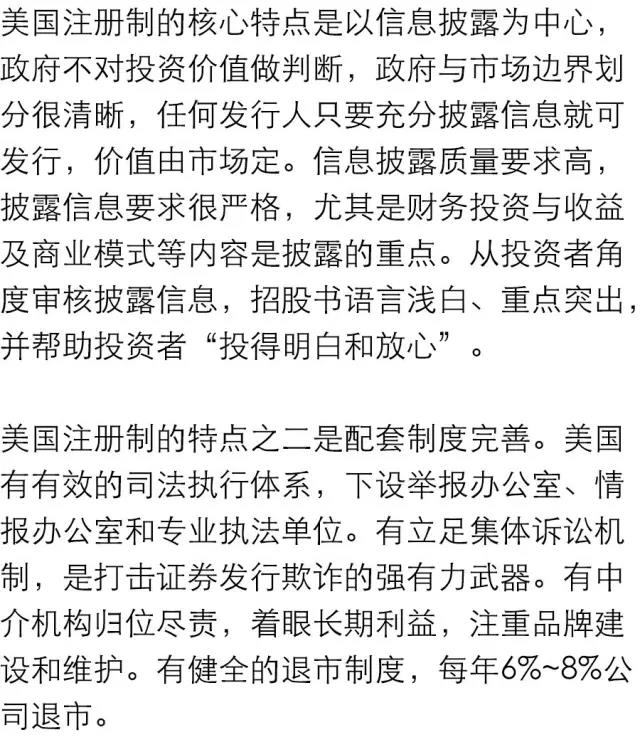 美国注册制的核心特点是以信息披露为中心，
政府不对投资价值做判断，政府与市场边界划
分很清晰，任何发行人只要充分披露信息就可
发行，价值由市场定。信息披露质量要求高，
披露信息要求很严格，尤其是财务投资与收益
及商业模式等内容是披露的重点。从投资者角
度审核披露信息，招股书语言浅白、重点突出，
并帮助投资者“投得明白和放心”。
美国注册制的特点之二是配套制度完善。美国
有有效的司法执行体系，下设举报办公室、情
报办公室和专业执法单位。有立足集体诉讼机
制，是打击证券发行欺诈的强有力武器。有中
介机构归位尽责，着眼长期利益，注重品牌建
设和维护。有健全的退市制度，每年6%~8%公
司退市。